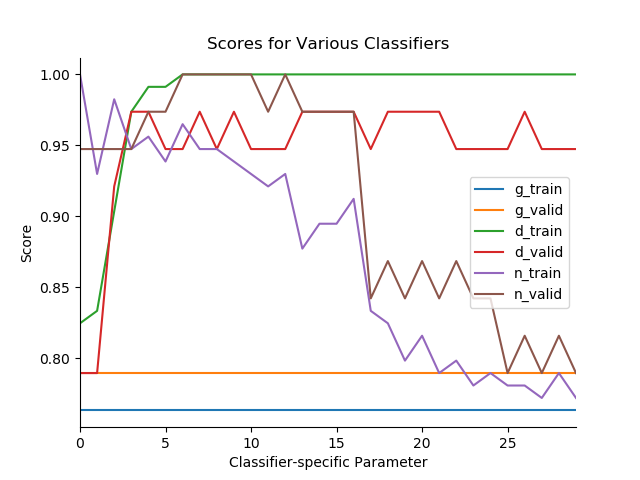 Scores for Various Classifiers
1.00
0.95
0.90
0.85
0.80
Score
g_train
g_valid
d_train
d_valid
n_train
n_valid
0 5 10 15 20 25
Classifier-specific Parameter